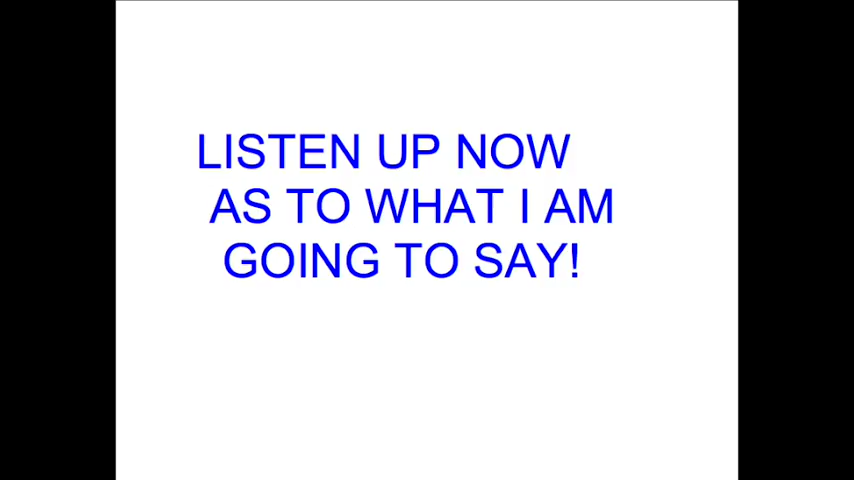 LISTEN UP NOW
AS TO WHAT I AM
GOING TO SAY!